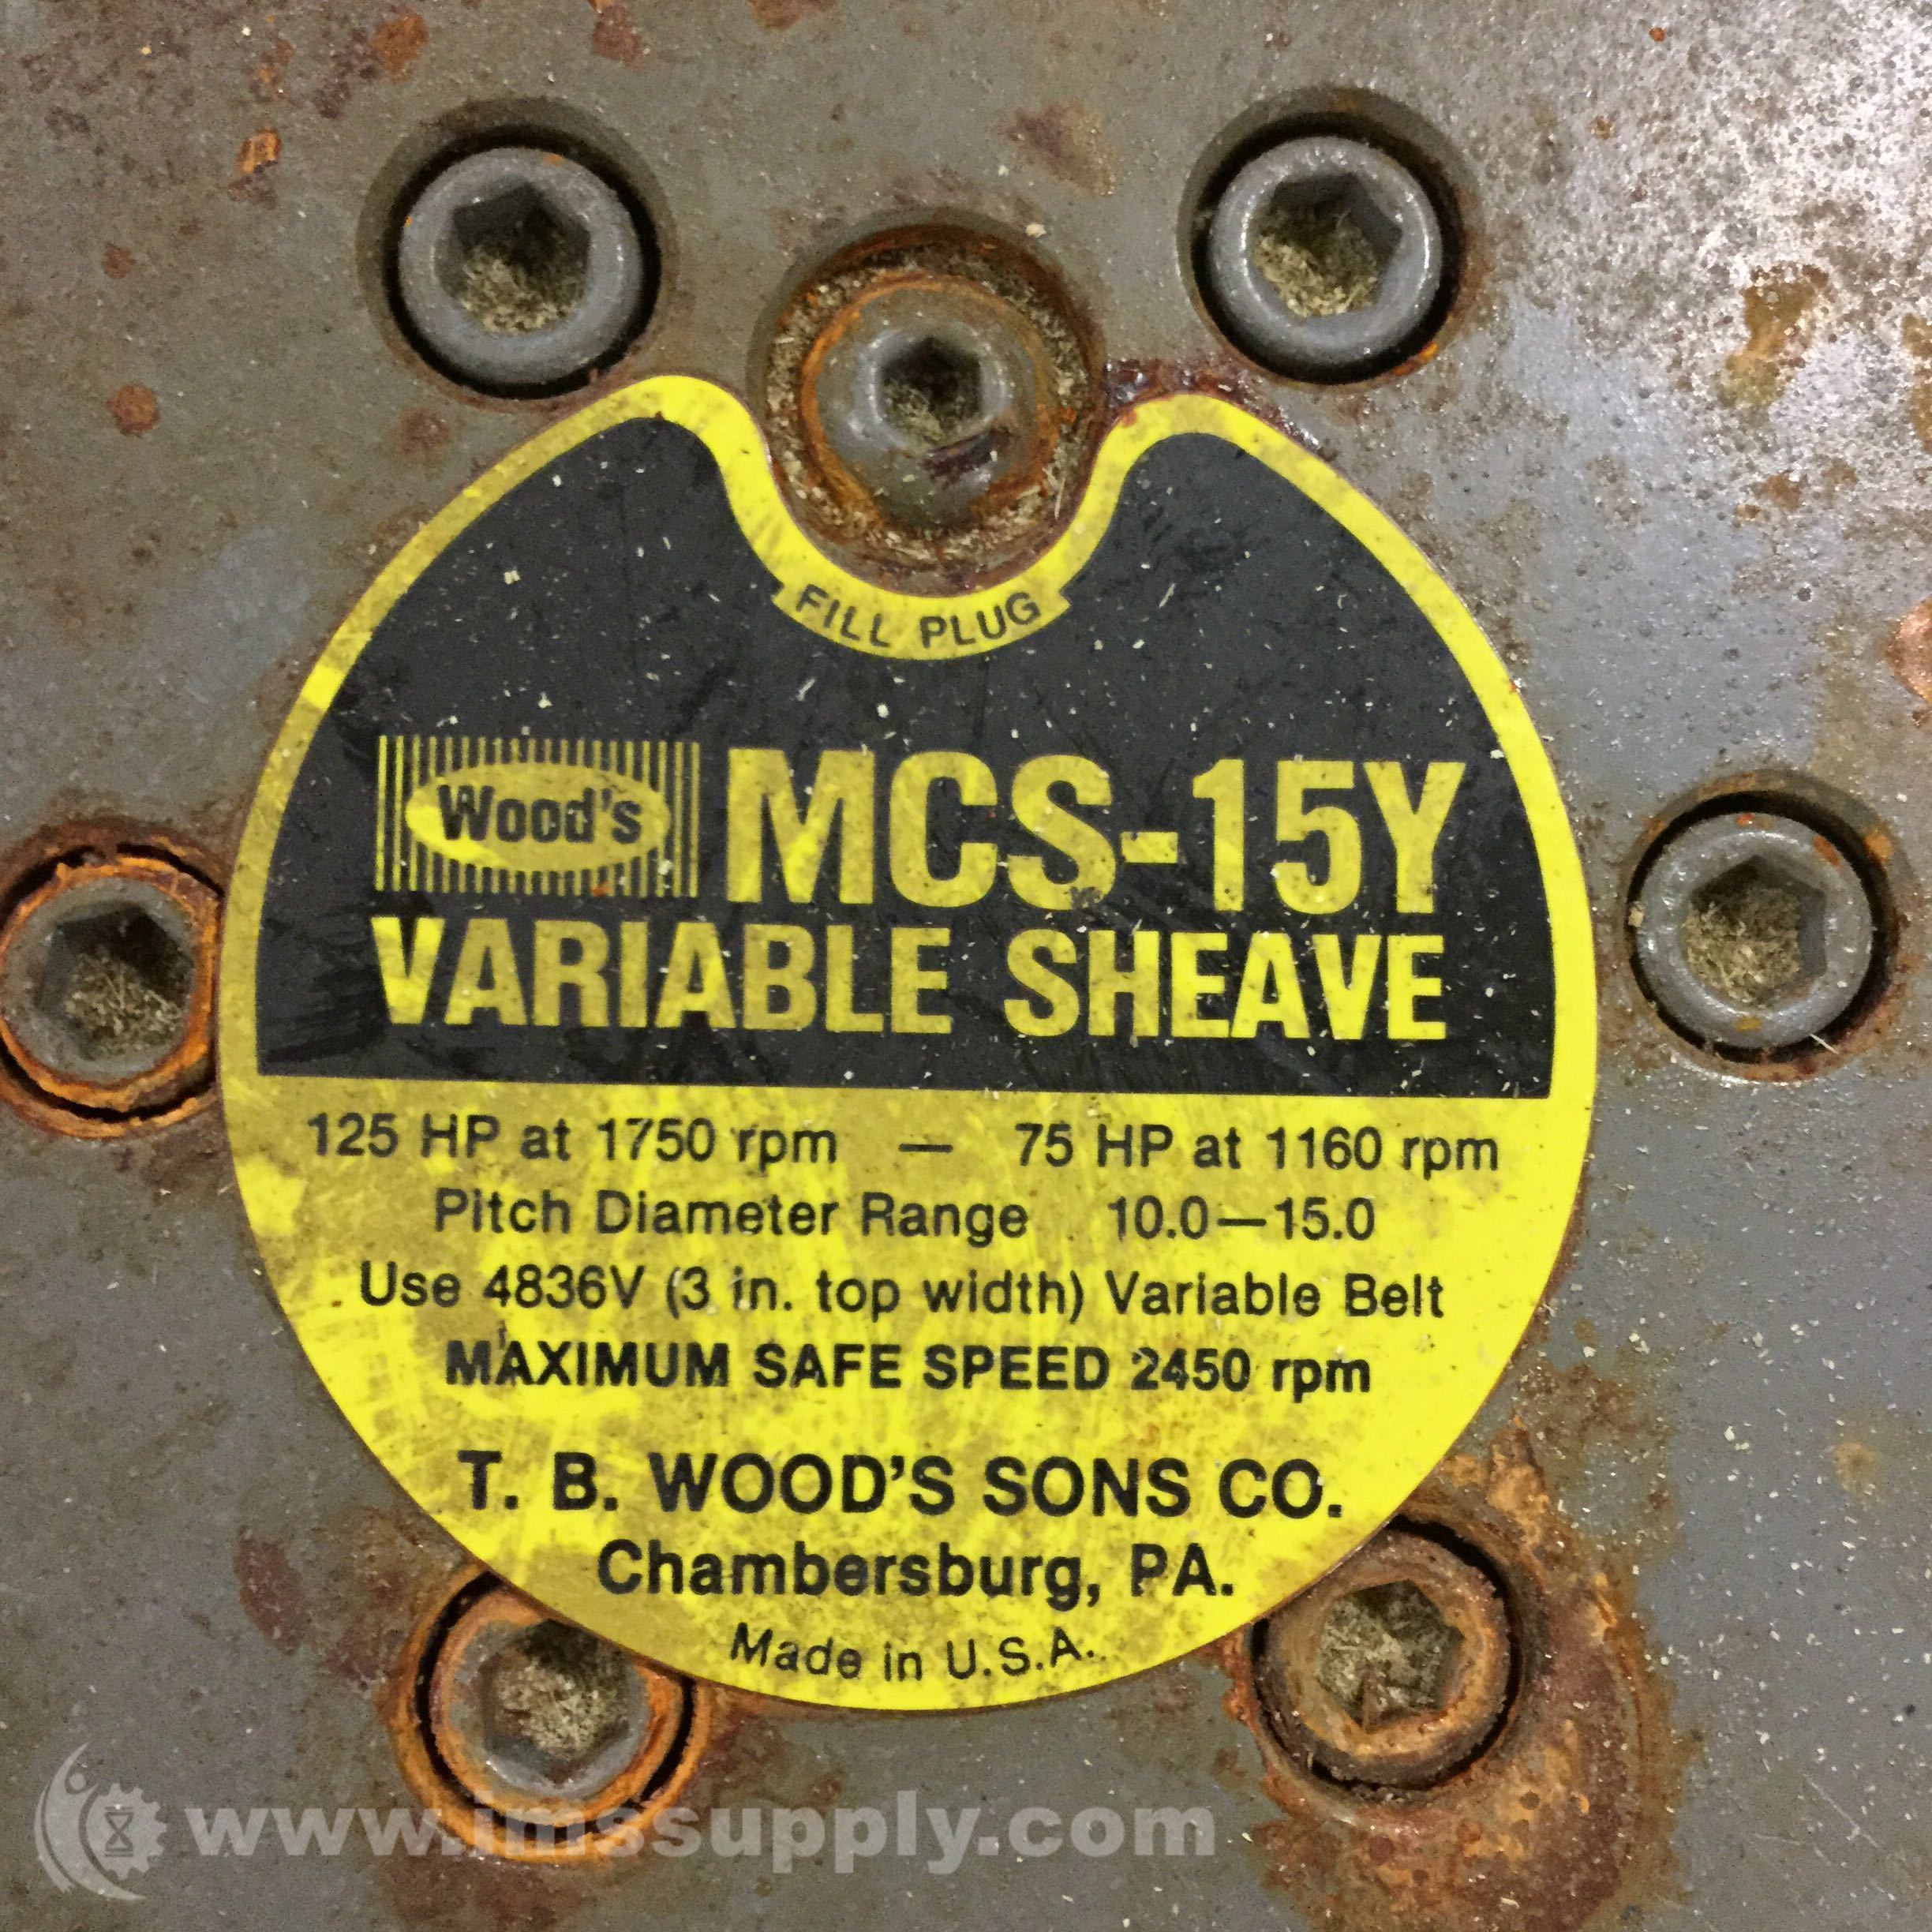 FILL PLUG
Wood's MCS-15Y
VARIABLE SHEAVE
125 HP at 1750 rpm — 75 HP at 1160 rpm
Pitch Diameter Range 10.0—15.0
Use 4836V (3 in. top width) Variable Belt
MAXIMUM SAFE SPEED 2450 rpm
T. B. WOOD'S SONS CO.
Chambersburg, PA.
Made in U.S.A.
www.imssupply.com